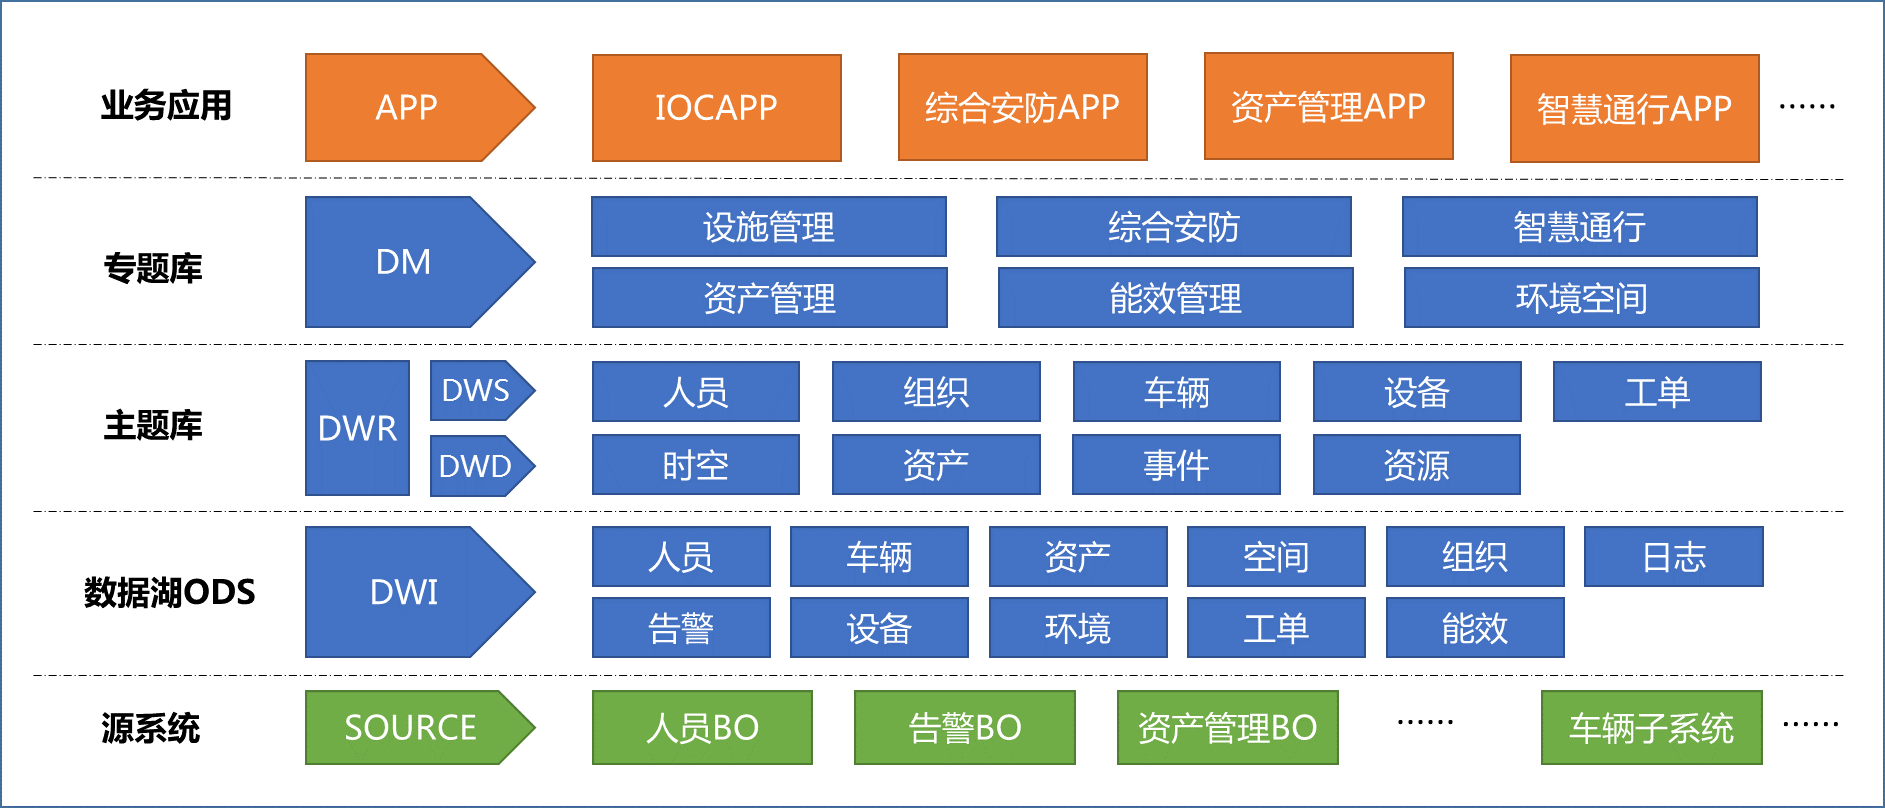 业务应用
APP
IOCAPP
综合安防APP
资产管理APP
智慧通行APP
……
专题库
DM
设施管理
综合安防
智慧通行
资产管理
能效管理
环境空间
主题库
DWR
DWS
DWD
人员
组织
车辆
设备
工单
时空
资产
事件
资源
数据湖ODS
DWI
人员
车辆
资产
空间
组织
日志
告警
设备
环境
工单
能效
源系统
SOURCE
人员BO
告警BO
资产管理BO
……
车辆子系统
……